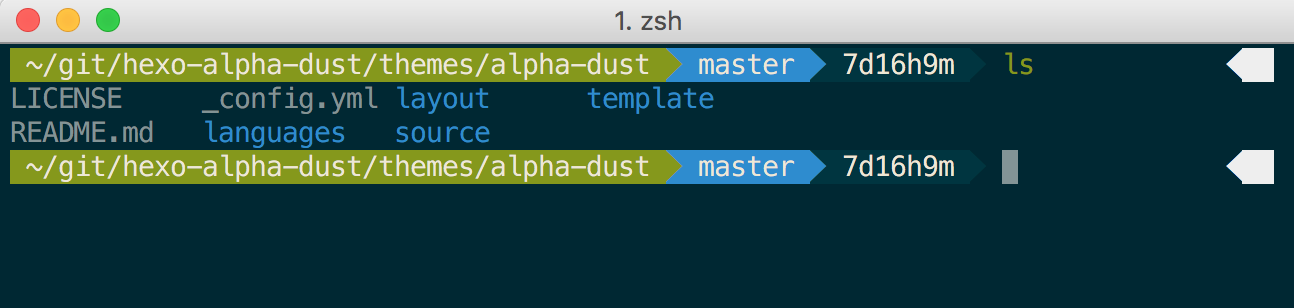 1. zsh
~/git/hexo-alpha-dust/themes/alpha-dust master 7d16h9m ls
LICENSE _config.yml layout template
README.md languages source
~/git/hexo-alpha-dust/themes/alpha-dust master 7d16h9m